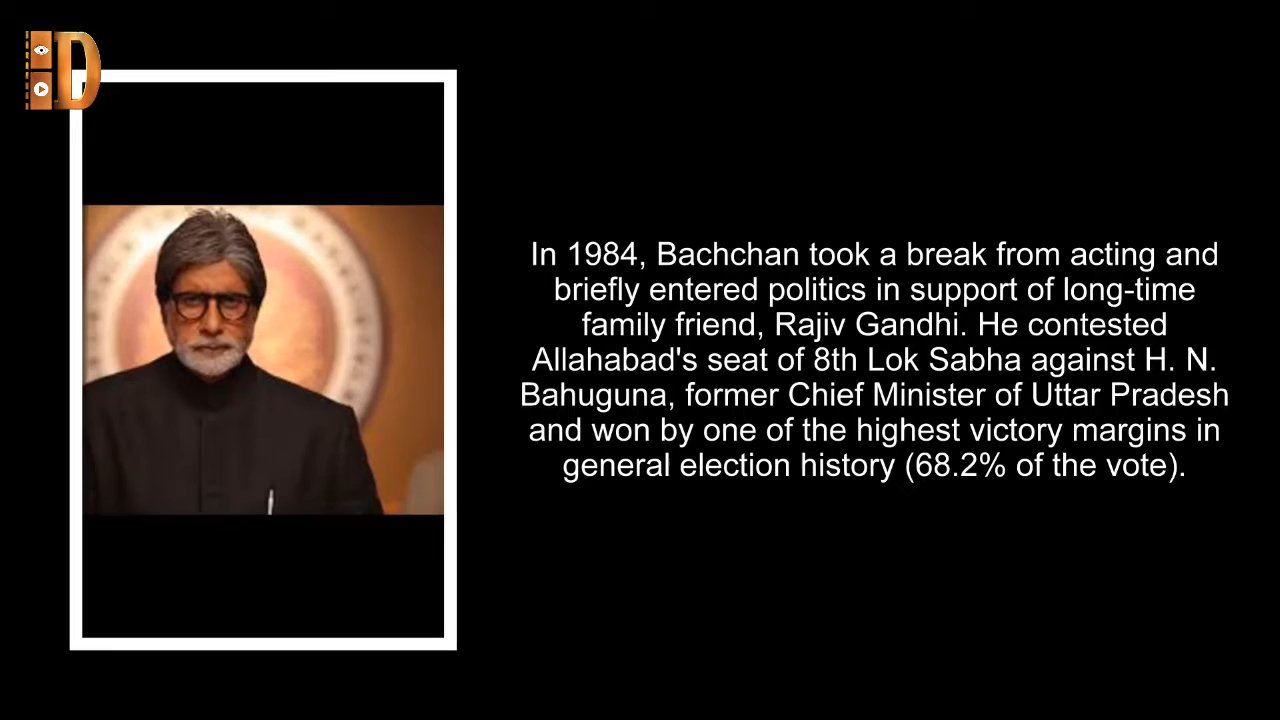 D
In 1984, Bachchan took a break from acting and
briefly entered politics in support of long-time
family friend, Rajiv Gandhi. He contested
Allahabad's seat of 8th Lok Sabha against H. N.
Bahuguna, former Chief Minister of Uttar Pradesh
and won by one of the highest victory margins in
general election history (68.2% of the vote).